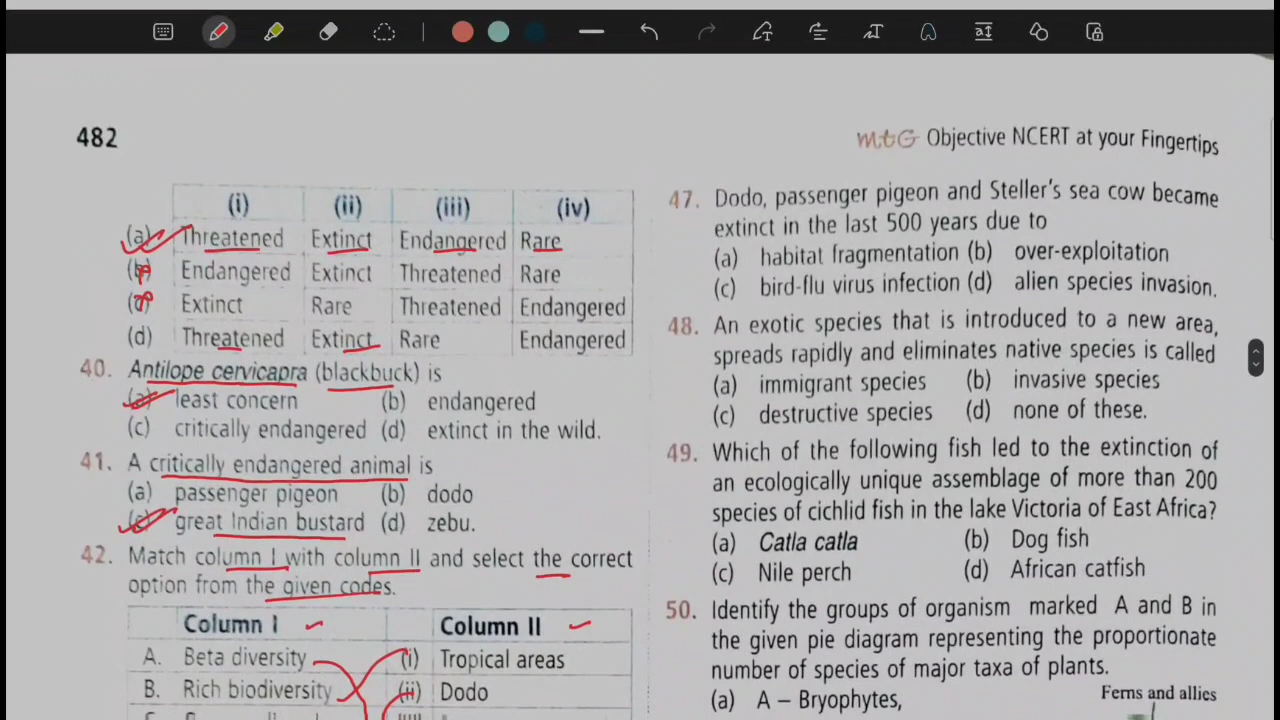 482
mtG Objective NCERT at your Fingertips
(i) (ii) (iii) (iv)
(a) Threatened Extinct Endangered Rare
(b) Endangered Extinct Threatened Rare
(c) Extinct Rare Threatened Endangered
(d) Threatened Extinct Rare Endangered
40. Antilope cervicapra (blackbuck) is
(a) least concern (b) endangered
(c) critically endangered (d) extinct in the wild.
41. A critically endangered animal is
(a) passenger pigeon (b) dodo
(c) great Indian bustard (d) zebu.
42. Match column I with column II and select the correct
option from the given codes.
Column I Column II
A. Beta diversity (i) Tropical areas
B. Rich biodiversity (ii) Dodo
47. Dodo, passenger pigeon and Steller's sea cow became
extinct in the last 500 years due to
(a) habitat fragmentation (b) over-exploitation
(c) bird-flu virus infection (d) alien species invasion.
48. An exotic species that is introduced to a new area,
spreads rapidly and eliminates native species is called
(a) immigrant species (b) invasive species
(c) destructive species (d) none of these.
49. Which of the following fish led to the extinction of
an ecologically unique assemblage of more than 200
species of cichlid fish in the lake Victoria of East Africa?
(a) Catla catla (b) Dog fish
(c) Nile perch (d) African catfish
50. Identify the groups of organism marked A and B in
the given pie diagram representing the proportionate
number of species of major taxa of plants.
(a) A – Bryophytes,
Ferns and allies